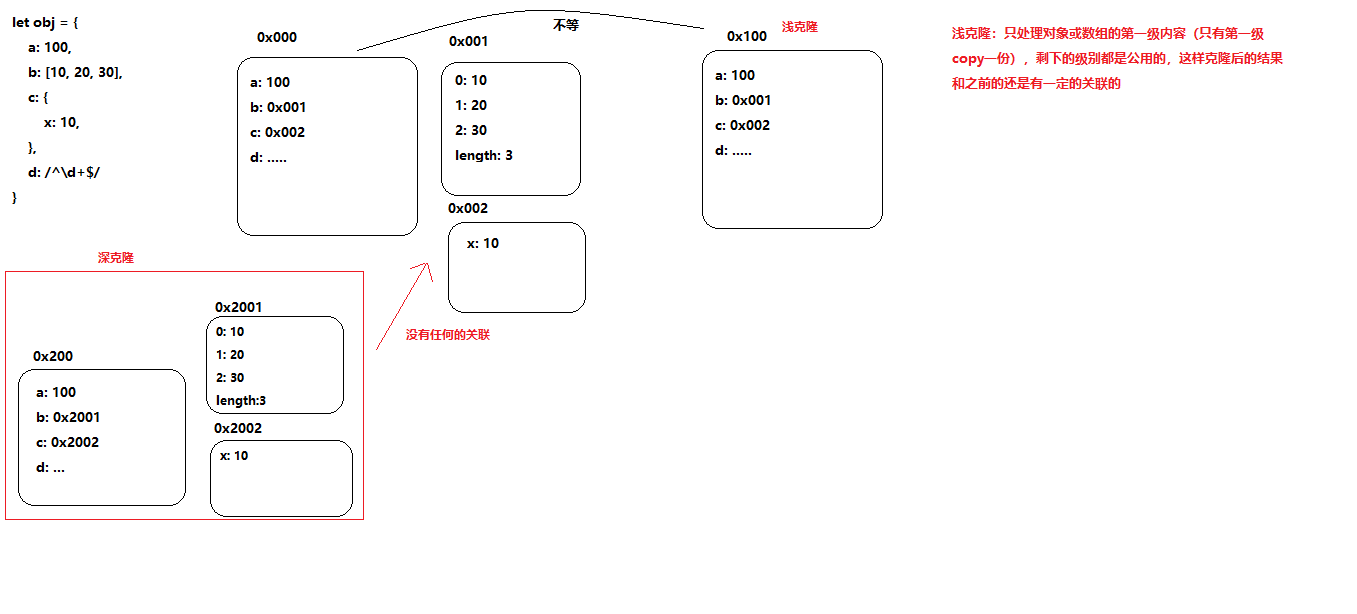 let obj = {
a: 100,
b: [10, 20, 30],
c: {
x: 10,
},
d: /^\d+$/
}
0x000
a: 100
b: 0x001
c: 0x002
d: .....
不等
0x001
0: 10
1: 20
2: 30
length: 3
0x002
x: 10
0x100
浅克隆
a: 100
b: 0x001
c: 0x002
d: .....
浅克隆：只处理对象或数组的第一级内容（只有第一级
copy一份），剩下的级别都是公用的，这样克隆后的结果
和之前的还是有一定的关联的
深克隆
0x200
a: 100
b: 0x2001
c: 0x2002
d: ...
0x2001
0: 10
1: 20
2: 30
length:3
0x2002
x: 10
没有任何的关联